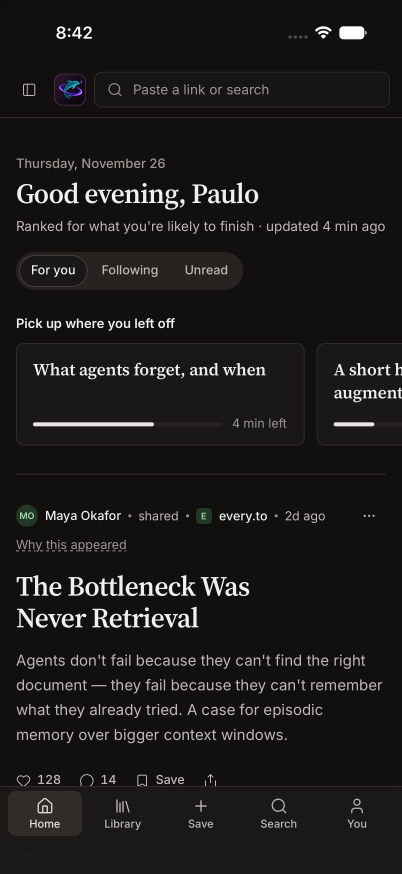 8:42
Paste a link or search
Thursday, November 26
Good evening, Paulo
Ranked for what you're likely to finish · updated 4 min ago
For you Following Unread
Pick up where you left off
What agents forget, and when
4 min left
A short h
augment
MO Maya Okafor • shared • E every.to • 2d ago
Why this appeared
The Bottleneck Was
Never Retrieval
Agents don't fail because they can't find the right
document — they fail because they can't remember
what they already tried. A case for episodic
memory over bigger context windows.
128 14 Save
Home Library Save Search You